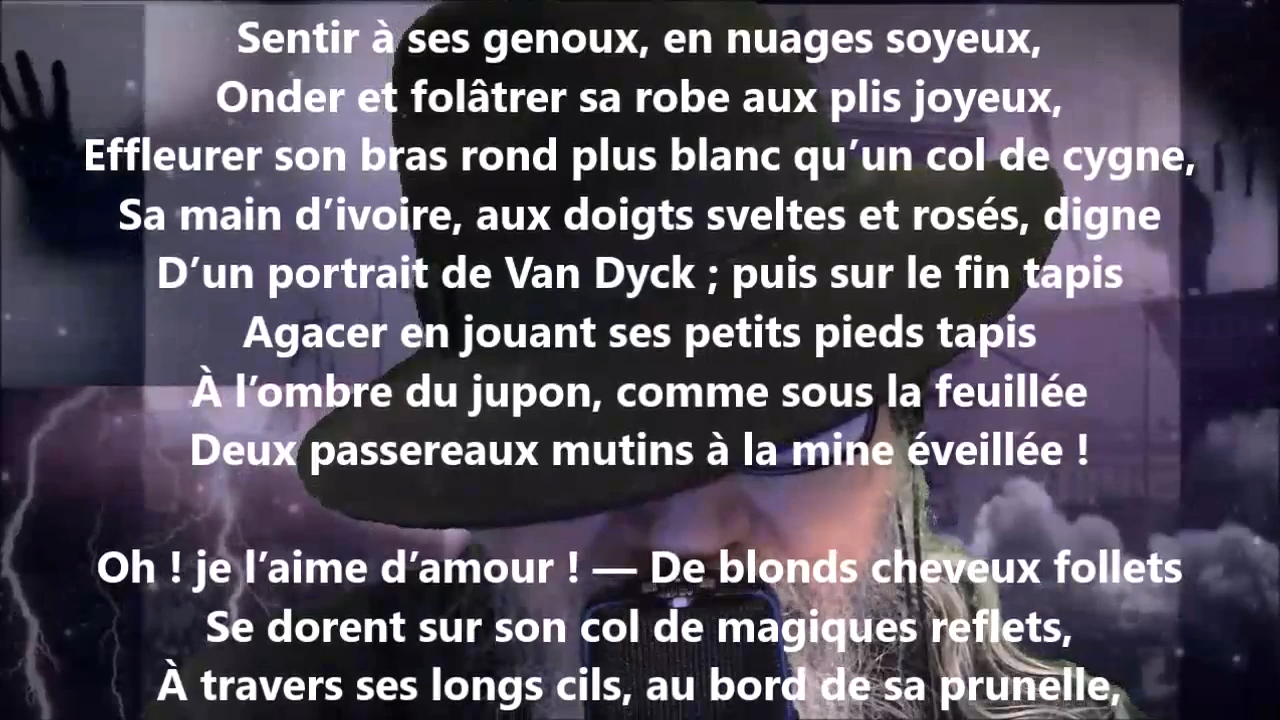 Sentir à ses genoux, en nuages soyeux,
Onder et folâtrer sa robe aux plis joyeux,
Effleurer son bras rond plus blanc qu’un col de cygne,
Sa main d’ivoire, aux doigts sveltes et rosés, digne
D’un portrait de Van Dyck ; puis sur le fin tapis
Agacer en jouant ses petits pieds tapis
À l’ombre du jupon, comme sous la feuillée
Deux passereaux mutins à la mine éveillée !
Oh ! je l’aime d’amour ! — De blonds cheveux follets
Se dorent sur son col de magiques reflets,
À travers ses longs cils, au bord de sa prunelle,